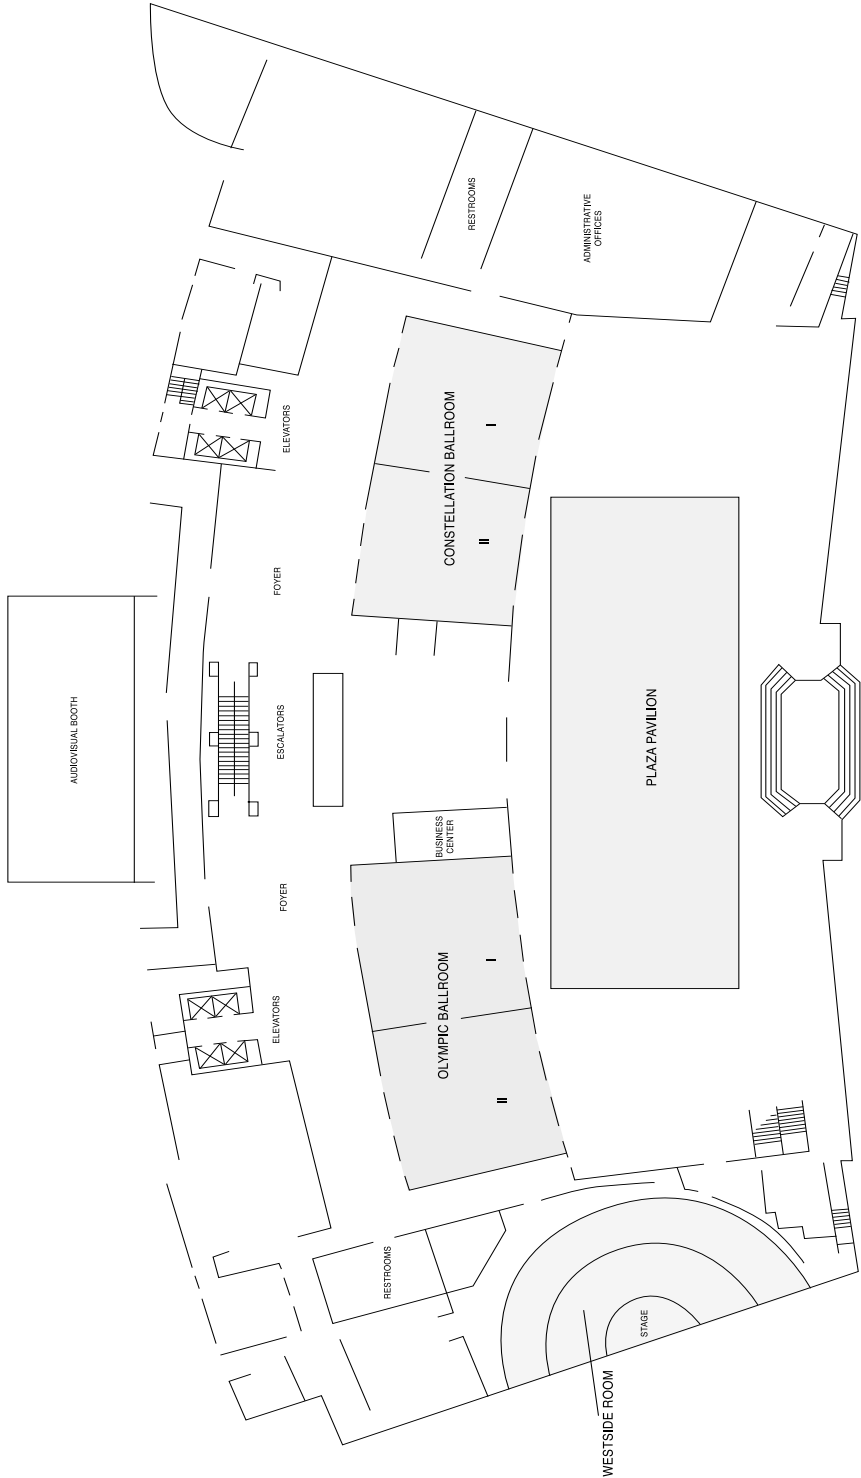 RESTROOMS
ADMINISTRATIVE
OFFICES
ELEVATORS
CONSTELLATION BALLROOM
I
II
FOYER
AUDIOVISUAL BOOTH
ESCALATORS
PLAZA PAVILION
BUSINESS
CENTER
FOYER
OLYMPIC BALLROOM
I
II
ELEVATORS
RESTROOMS
STAGE
WESTSIDE ROOM